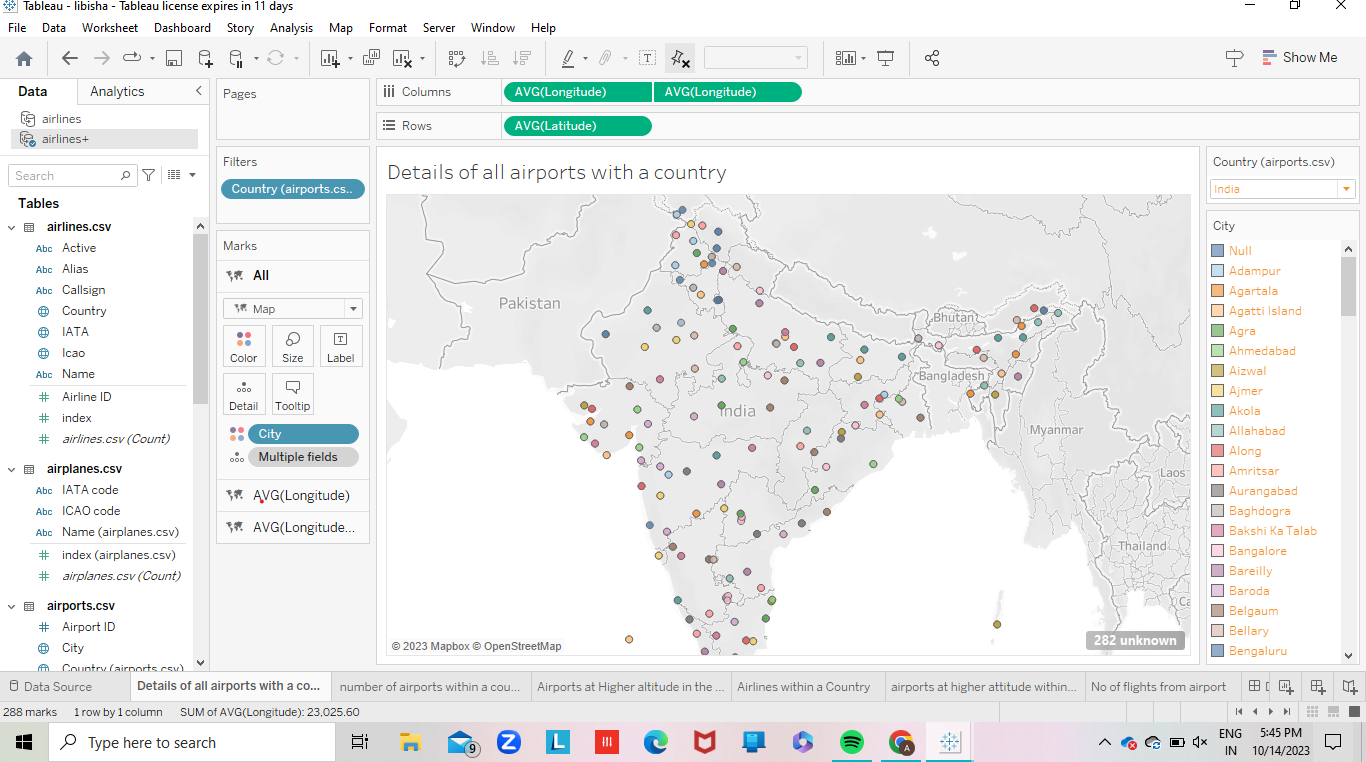 Tableau - libisha - Tableau license expires in 11 days
File Data Worksheet Dashboard Story Analysis Map Format Server Window Help
Show Me
Data Analytics
airlines
airlines+
Search
Tables
airlines.csv
Abc Active
Abc Alias
Abc Callsign
Country
IATA
Icao
Abc Name
Airline ID
index
airlines.csv (Count)
airplanes.csv
Abc IATA code
Abc ICAO code
Abc Name (airplanes.csv)
index (airplanes.csv)
airplanes.csv (Count)
airports.csv
Airport ID
City
Country (airports.csv)
Pages
Filters
Country (airports.cs..
Marks
All
Map
Color Size Label
Detail Tooltip
City
Multiple fields
AVG(Longitude)
AVG(Longitude...
Columns AVG(Longitude) AVG(Longitude)
Rows AVG(Latitude)
Details of all airports with a country
Pakistan
Bhutan
Bangladesh
India
Myanmar
Laos
Thailand
Ca
© 2023 Mapbox © OpenStreetMap
282 unknown
Country (airports.csv)
India
City
Null
Adampur
Agartala
Agatti Island
Agra
Ahmedabad
Aizwal
Ajmer
Akola
Allahabad
Along
Amritsar
Aurangabad
Baghdogra
Bakshi Ka Talab
Bangalore
Bareilly
Baroda
Belgaum
Bellary
Bengaluru
Data Source Details of all airports with a co... number of airports within a cou... Airports at Higher altitude in the ... Airlines within a Country airports at higher attitude within... No of flights from airport
288 marks 1 row by 1 column SUM of AVG(Longitude): 23,025.60
Type here to search
9
L
A
ENG
IN
5:45 PM
10/14/2023